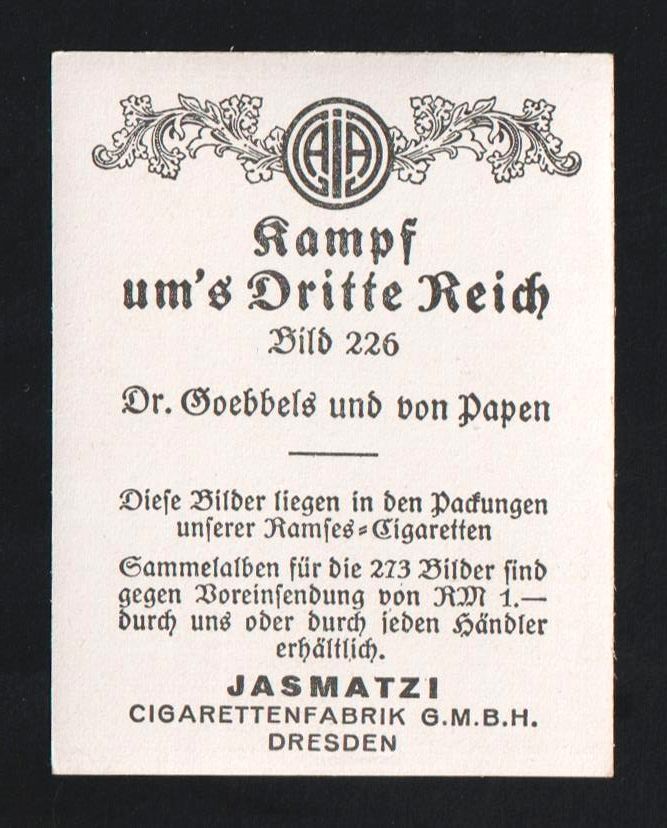 Kampf
um's Dritte Reich
Bild 226
Dr. Goebbels und von Papen
Diese Bilder liegen in den Packungen
unserer Ramses=Cigaretten
Sammelalben für die 273 Bilder sind
gegen Voreinsendung von RM 1.—
durch uns oder durch jeden Händler
erhältlich.
JASMATZI
CIGARETTENFABRIK G.M.B.H.
DRESDEN